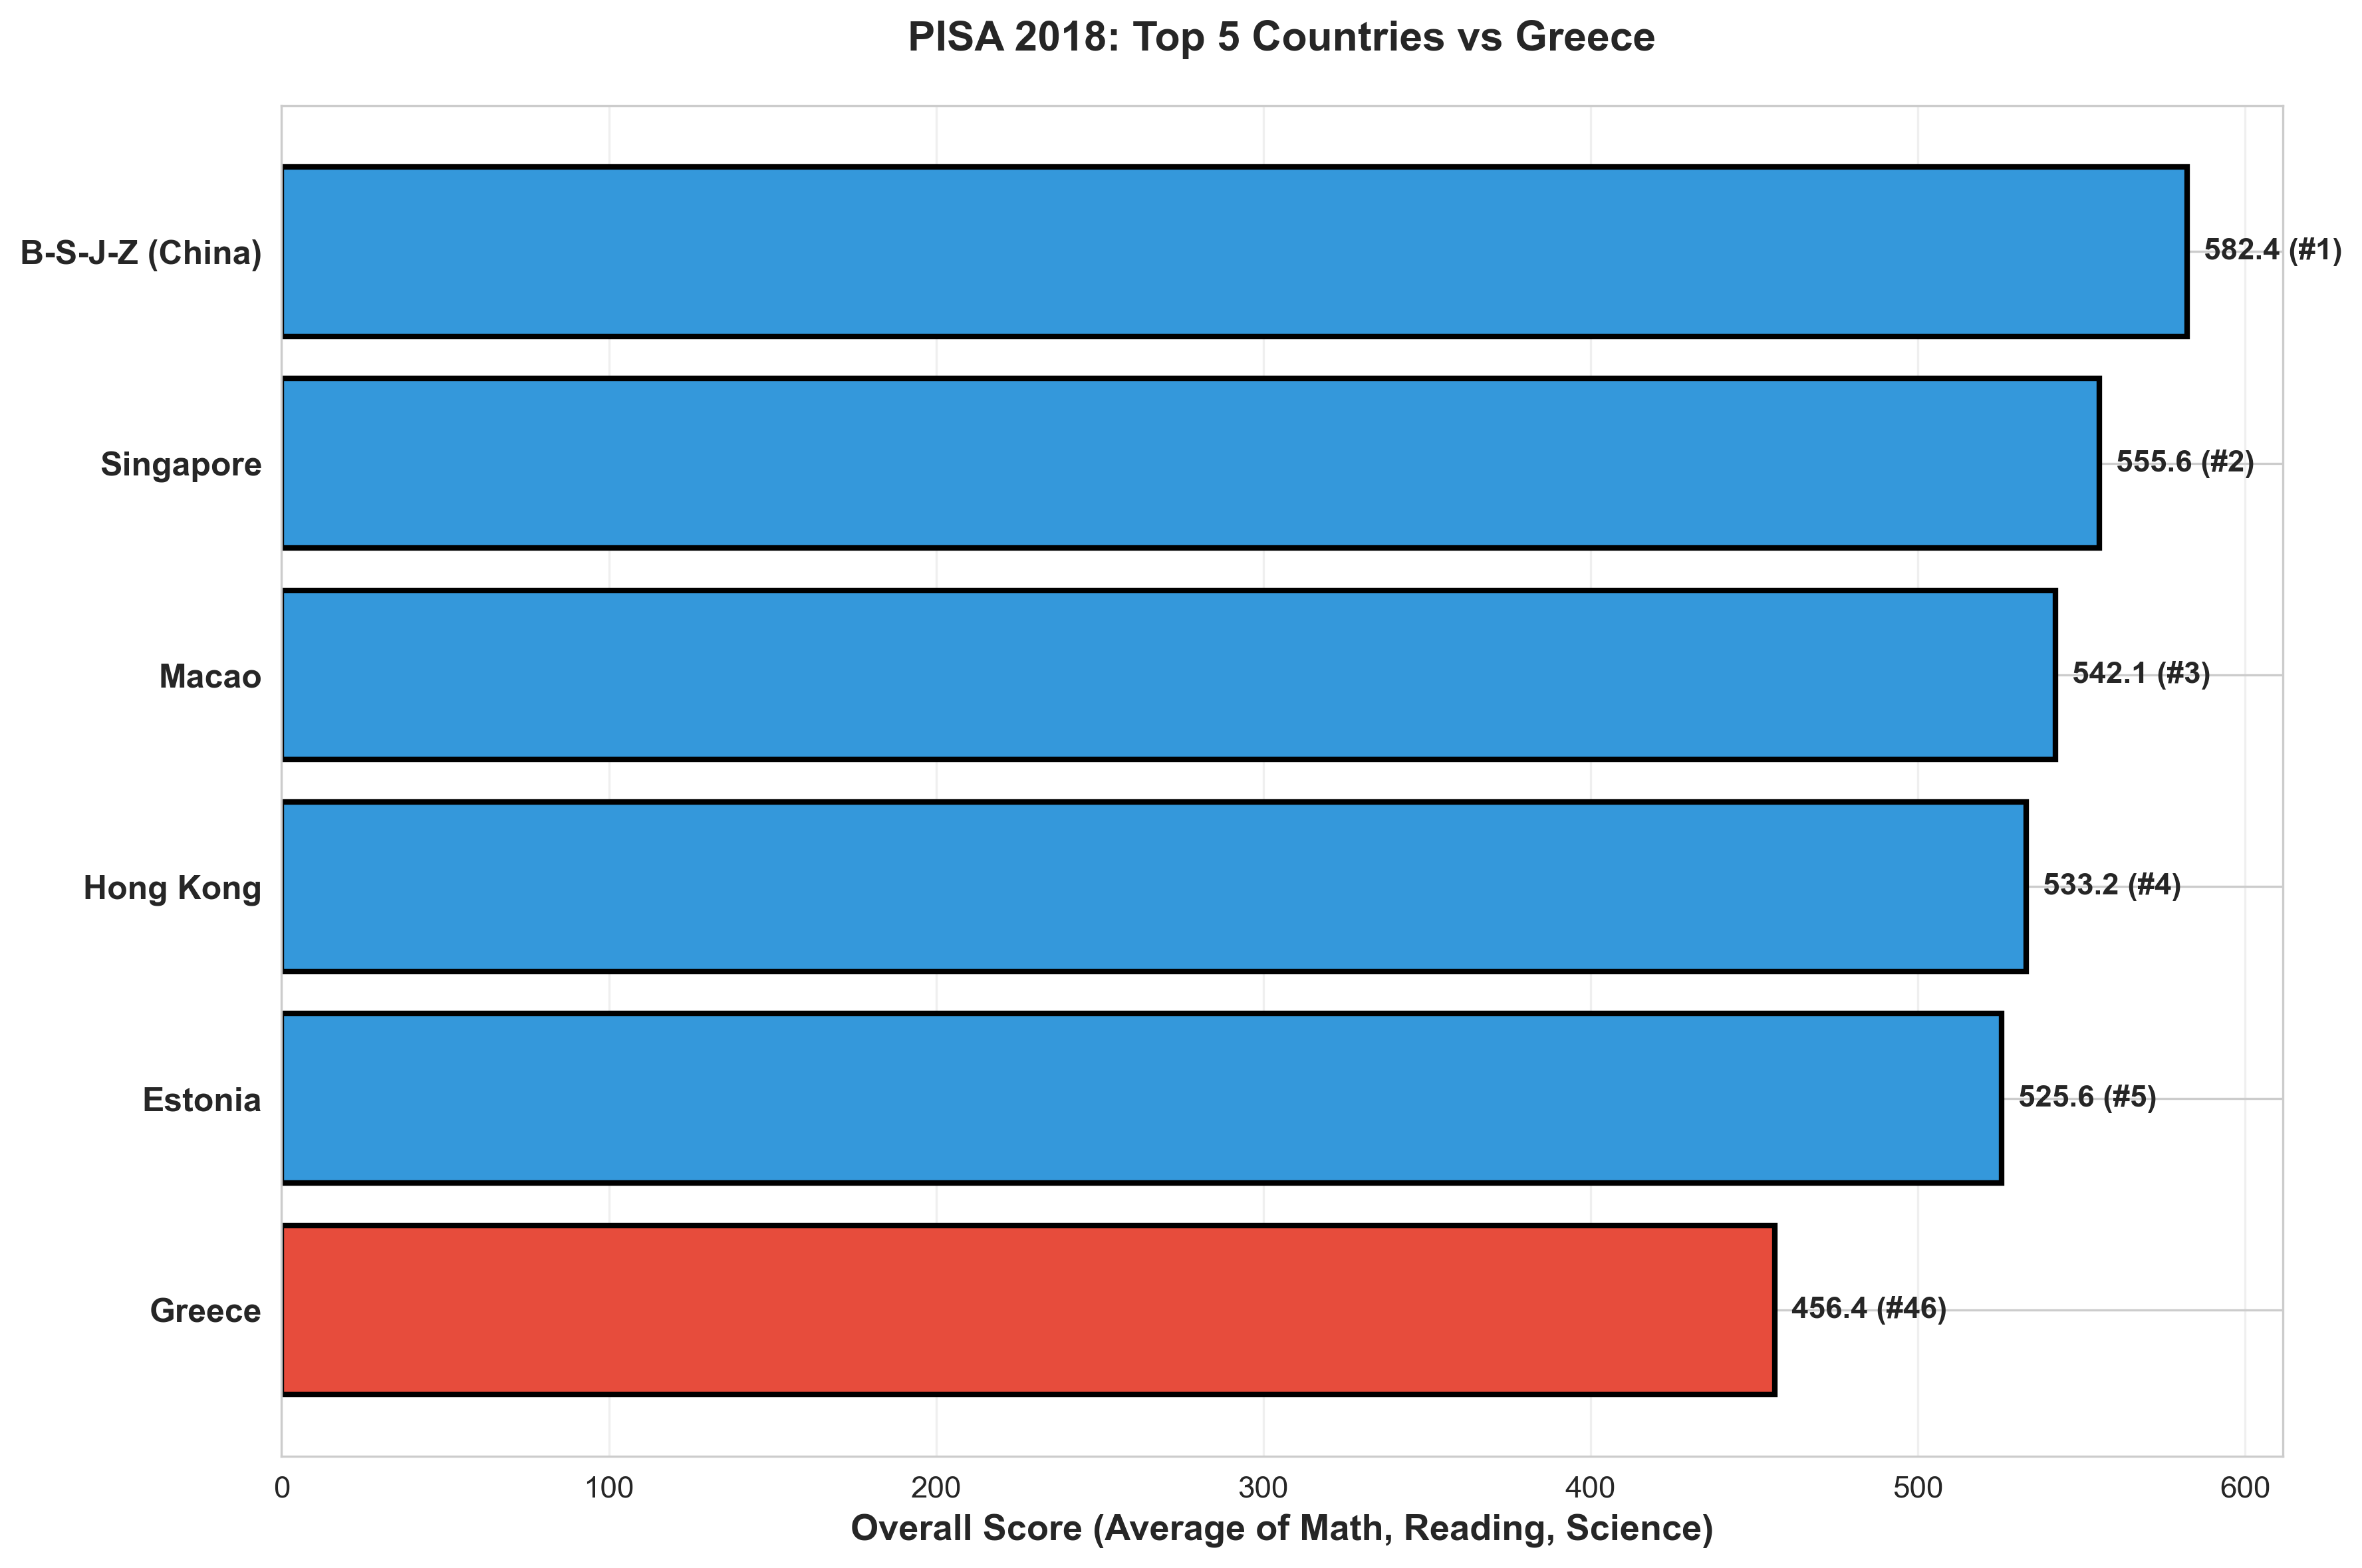 PISA 2018: Top 5 Countries vs Greece
B-S-J-Z (China)
582.4 (#1)
Singapore
555.6 (#2)
Macao
542.1 (#3)
Hong Kong
533.2 (#4)
Estonia
525.6 (#5)
Greece
456.4 (#46)
0 100 200 300 400 500 600
Overall Score (Average of Math, Reading, Science)